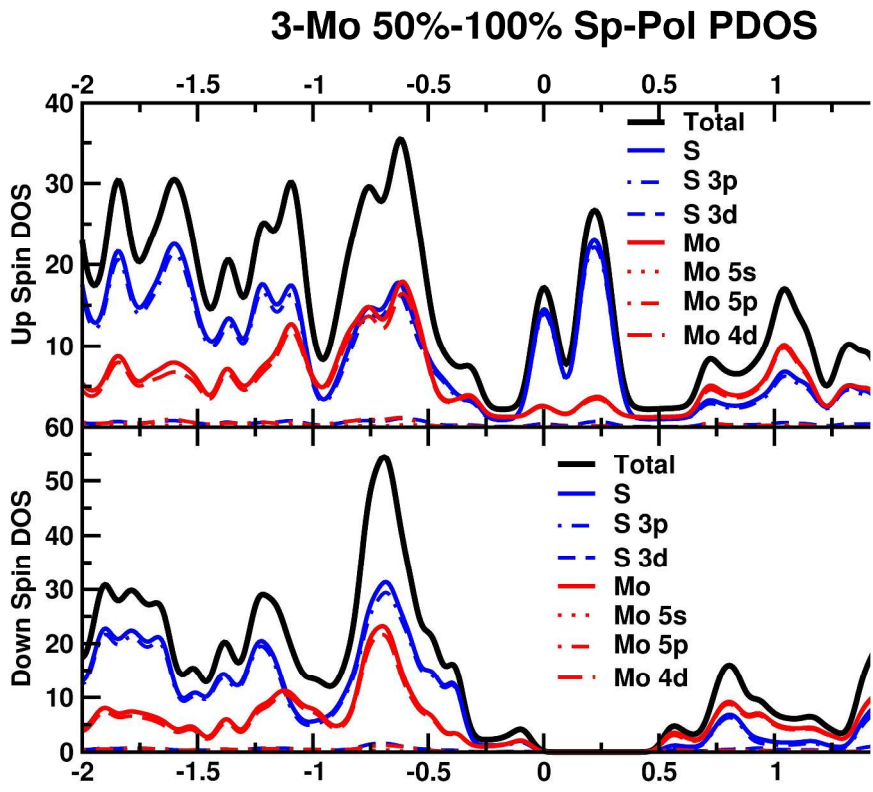 3-Mo 50%-100% Sp-Pol PDOS
-2 -1.5 -1 -0.5 0 0.5 1
40
30
20
10
60
Up Spin DOS
Total
S
S 3p
S 3d
Mo
Mo 5s
Mo 5p
Mo 4d
50
40
30
20
10
0
Down Spin DOS
Total
S
S 3p
S 3d
Mo
Mo 5s
Mo 5p
Mo 4d
-2 -1.5 -1 -0.5 0 0.5 1